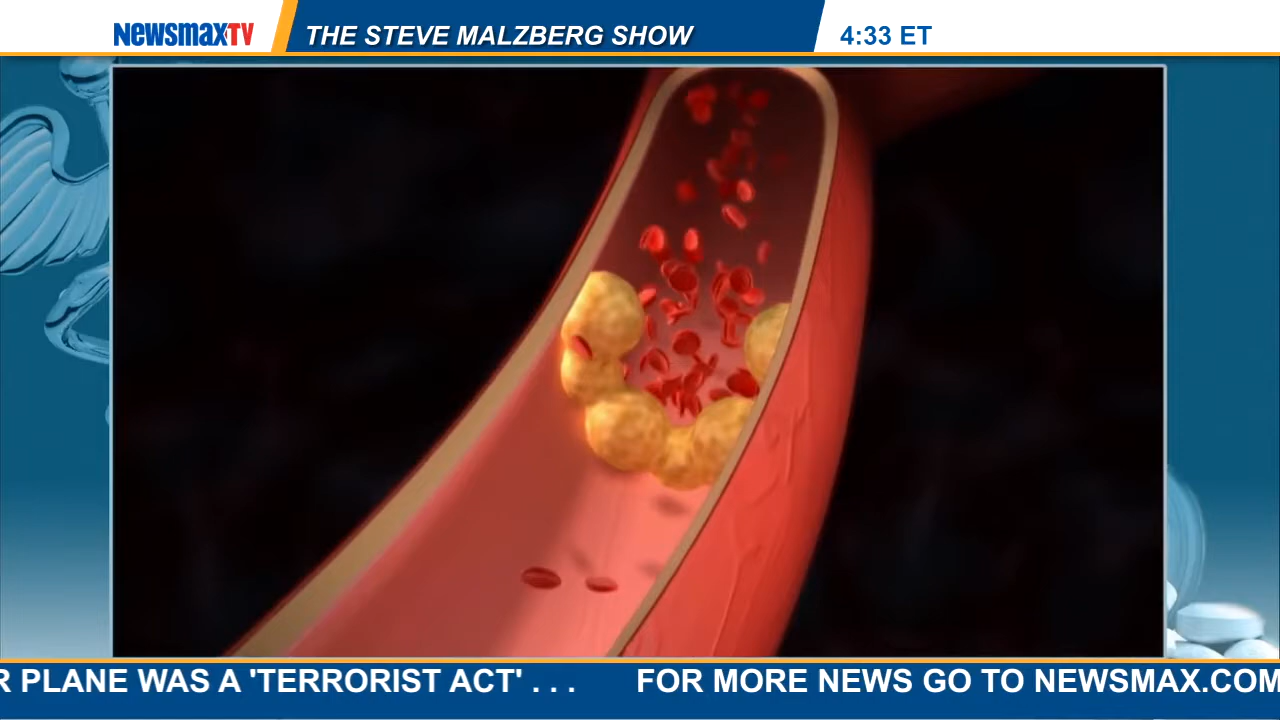 NEWSMAXTV
THE STEVE MALZBERG SHOW
4:33 ET
R PLANE WAS A 'TERRORIST ACT' . . .
FOR MORE NEWS GO TO NEWSMAX.COM